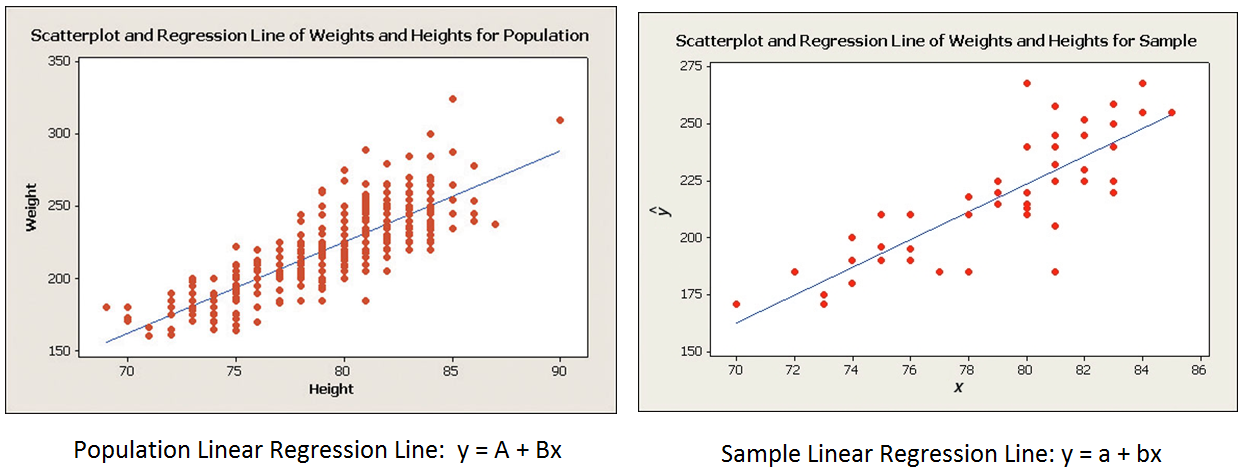 Scatterplot and Regression Line of Weights and Heights for Population
350
300
250
200
150
Weight
70 75 80 85 90
Height
Population Linear Regression Line: y = A + Bx
Scatterplot and Regression Line of Weights and Heights for Sample
275
250
225
200
175
150
ŷ
70 72 74 76 78 80 82 84 86
X
Sample Linear Regression Line: y = a + bx